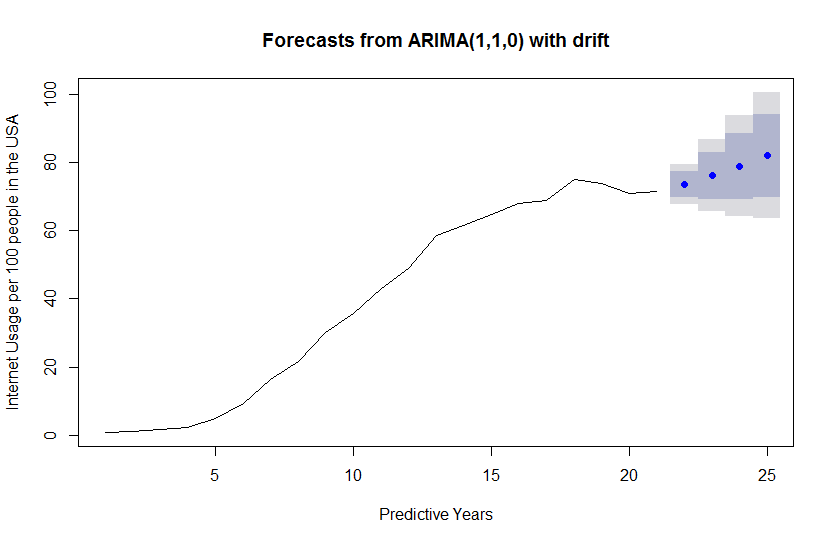 Forecasts from ARIMA(1,1,0) with drift
Internet Usage per 100 people in the USA
100
80
60
40
20
0
5 10 15 20 25
Predictive Years